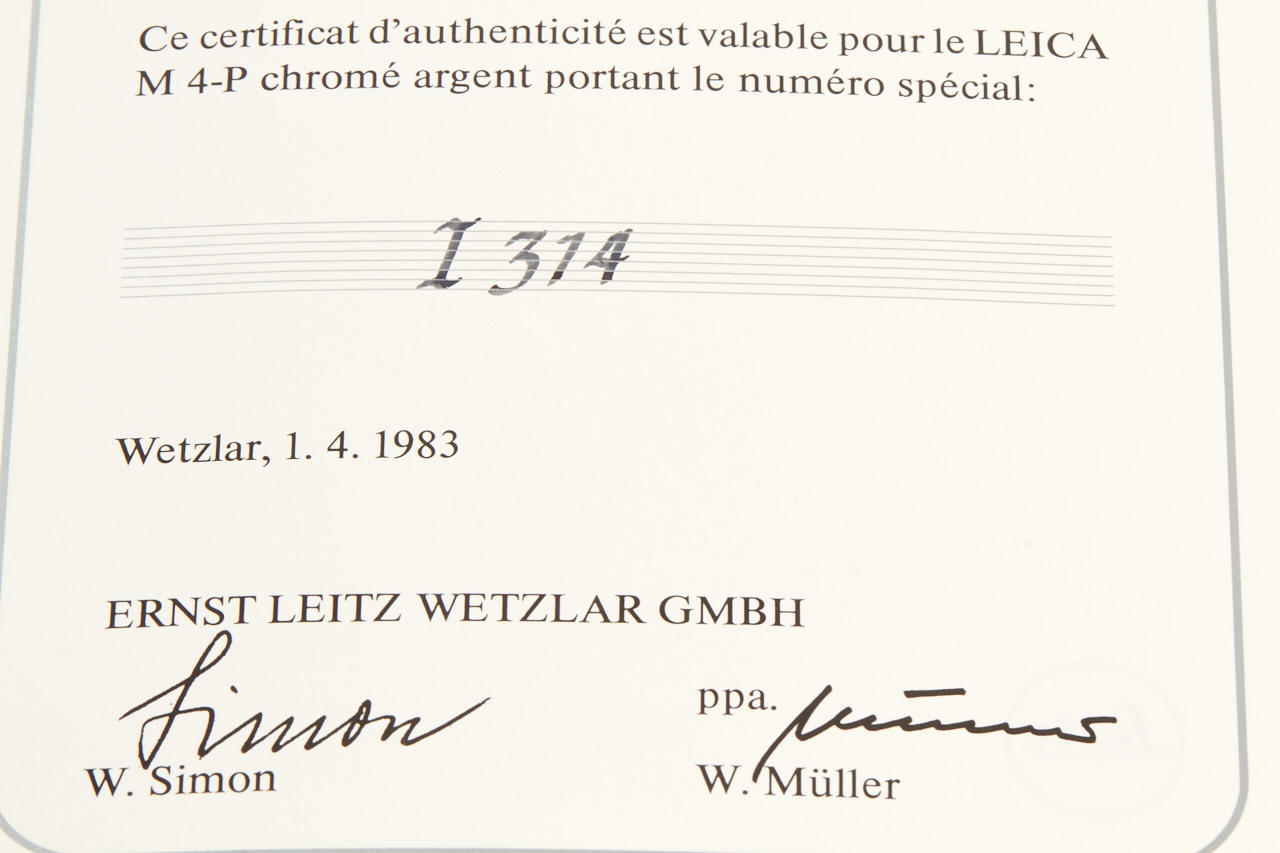 Ce certificat d'authenticité est valable pour le LEICA
M 4-P chromé argent portant le numéro spécial:
I 314
Wetzlar, 1. 4. 1983
ERNST LEITZ WETZLAR GMBH
Simon
ppa. Müller
W. Simon
W. Müller